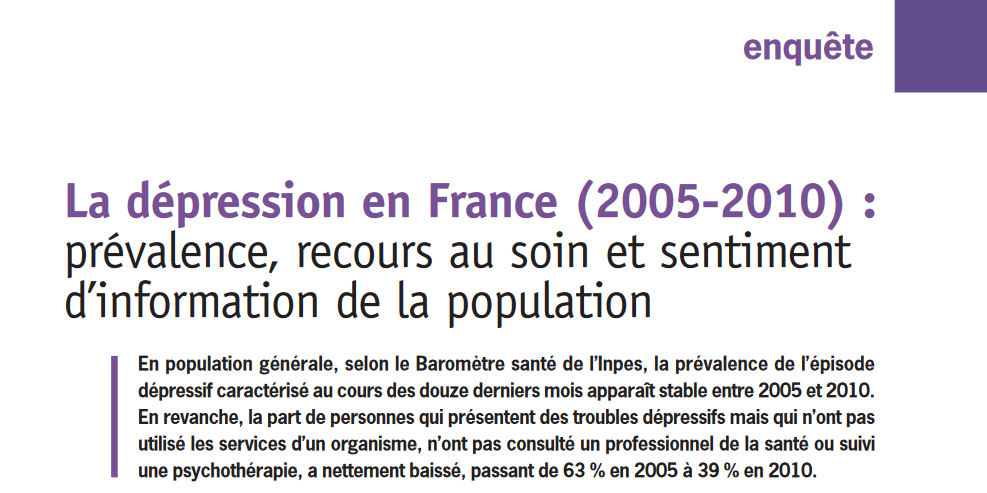 enquête
La dépression en France (2005-2010) :
prévalence, recours au soin et sentiment
d’information de la population
En population générale, selon le Baromètre santé de l’Inpes, la prévalence de l’épisode
dépressif caractérisé au cours des douze derniers mois apparaît stable entre 2005 et 2010.
En revanche, la part de personnes qui présentent des troubles dépressifs mais qui n’ont pas
utilisé les services d’un organisme, n’ont pas consulté un professionnel de la santé ou suivi
une psychothérapie, a nettement baissé, passant de 63 % en 2005 à 39 % en 2010.